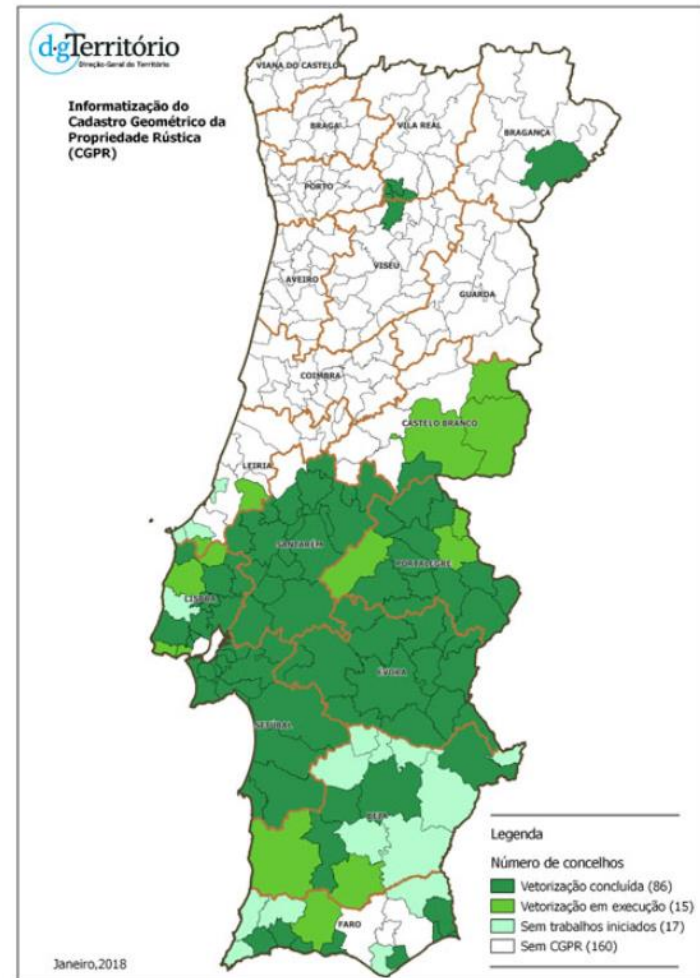 dgTerritório
Direção-Geral do Território
Informatização do
Cadastro Geométrico da
Propriedade Rústica
(CGPR)
VIANA DO CASTELO
BRAGA
VILA REAL
BRAGANÇA
PORTO
AVEIRO
VISEU
GUARDA
COIMBRA
CASTELO BRANCO
LEIRIA
SANTARÉM
PORTALEGRE
LISBOA
ÉVORA
SETÚBAL
BEJA
FARO
Legenda
Número de concelhos
Vetorização concluída (86)
Vetorização em execução (15)
Sem trabalhos iniciados (17)
Sem CGPR (160)
Janeiro,2018